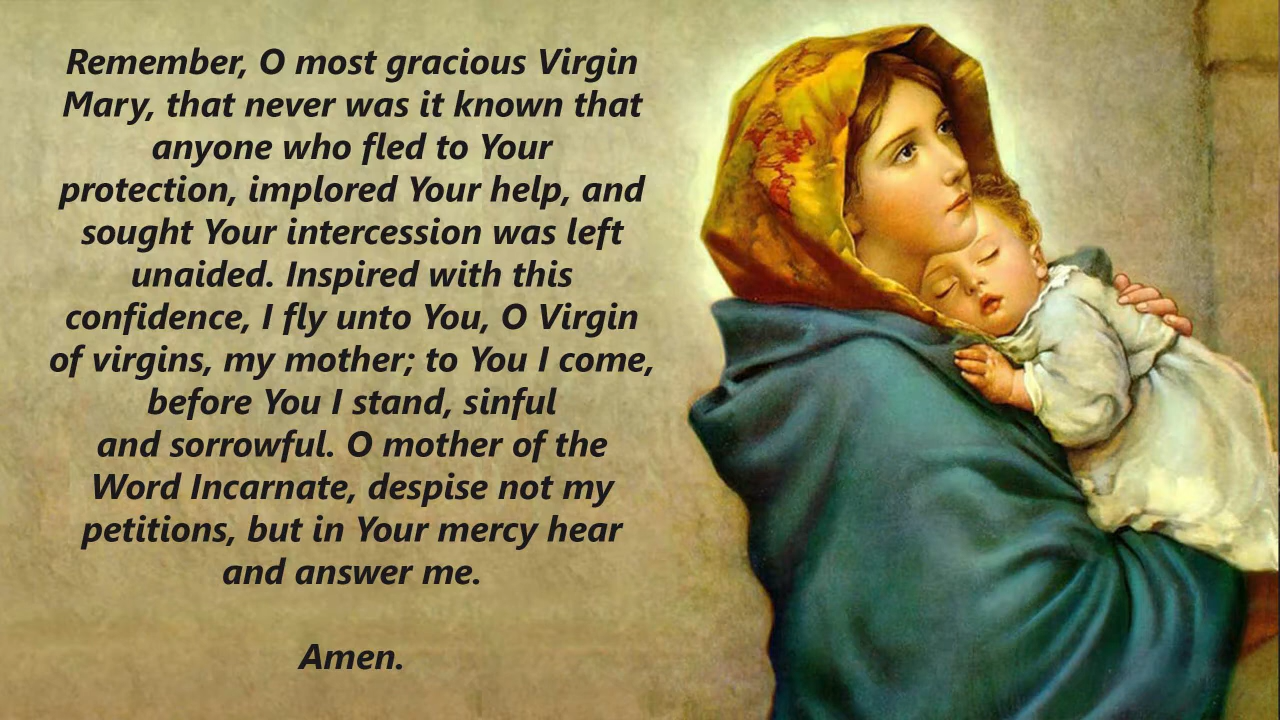 Remember, O most gracious Virgin
Mary, that never was it known that
anyone who fled to Your
protection, implored Your help, and
sought Your intercession was left
unaided. Inspired with this
confidence, I fly unto You, O Virgin
of virgins, my mother; to You I come,
before You I stand, sinful
and sorrowful. O mother of the
Word Incarnate, despise not my
petitions, but in Your mercy hear
and answer me.
Amen.